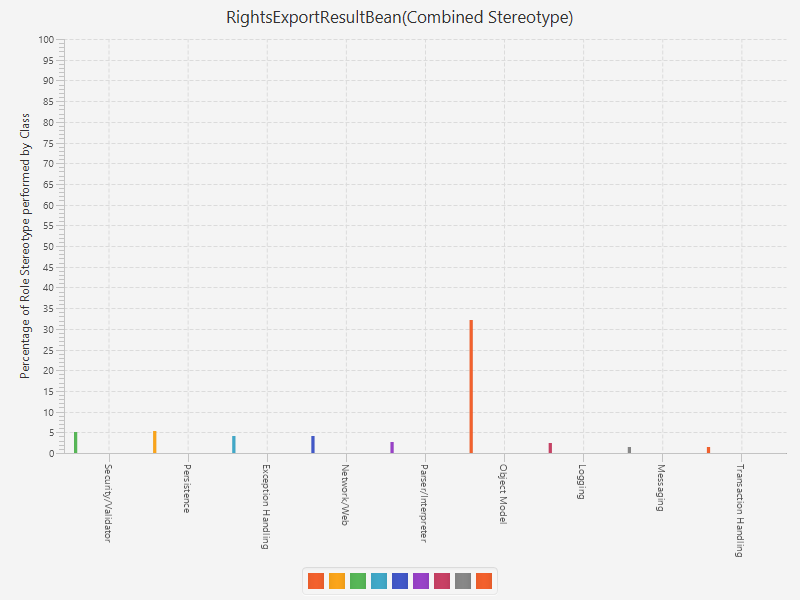 RightsExportResultBean(Combined Stereotype)
Percentage of Role Stereotype performed by Class
100
95
90
85
80
75
70
65
60
55
50
45
40
35
30
25
20
15
10
5
0
Security/Validator
Persistence
Exception Handling
Network/Web
Parser/Interpreter
Object Model
Logging
Messaging
Transaction Handling